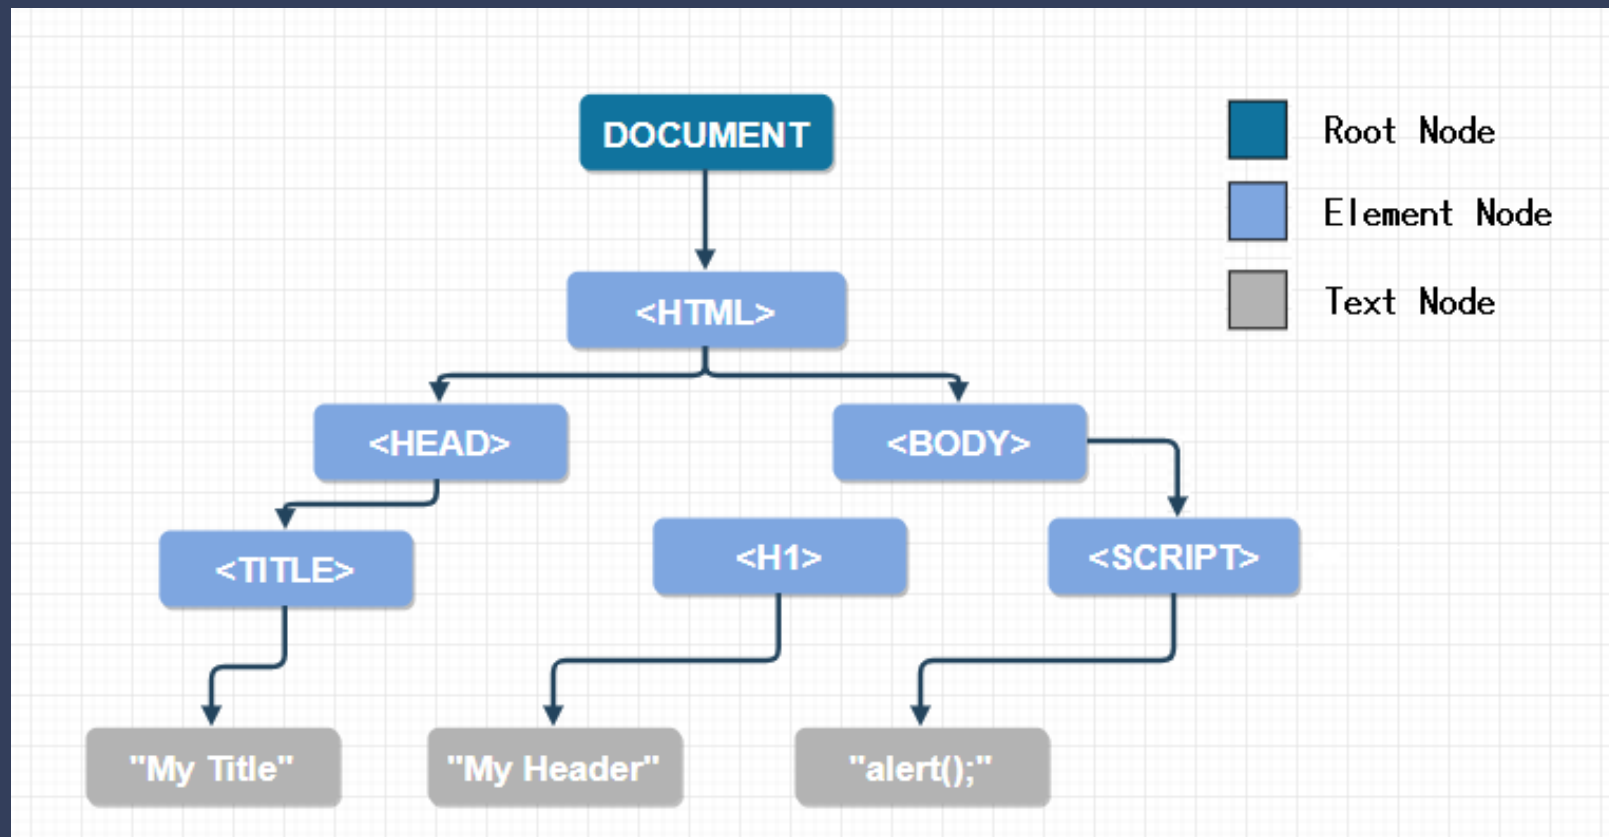 DOCUMENT
Root Node
Element Node
Text Node
<HTML>
<HEAD>
<BODY>
<TITLE>
<H1>
<SCRIPT>
"My Title"
"My Header"
"alert();"